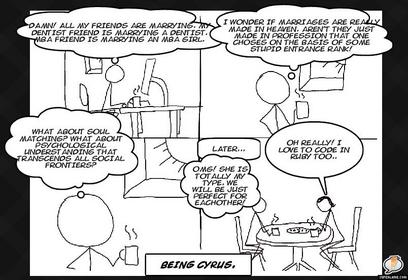 DAMN! ALL MY FRIENDS ARE MARRYING. MY
DENTIST FRIEND IS MARRYING A DENTIST.
MBA FRIEND IS MARRYING AN MBA GIRL.
I WONDER IF MARRIAGES ARE REALLY
MADE IN HEAVEN. AREN'T THEY JUST
MADE IN PROFESSION THAT ONE
CHOSES ON THE BASIS OF SOME
STUPID ENTRANCE RANK!
WHAT ABOUT SOUL
MATCHING? WHAT ABOUT
PSYCHOLOGICAL
UNDERSTANDING THAT
TRANSCENDS ALL SOCIAL
FRONTIERS?
LATER...
OMG! SHE IS
TOTALLY MY
TYPE. WE
WILL BE JUST
PERFECT FOR
EACHOTHER!
OH REALLY! I
LOVE TO CODE IN
RUBY TOO..
BEING CYRUS.